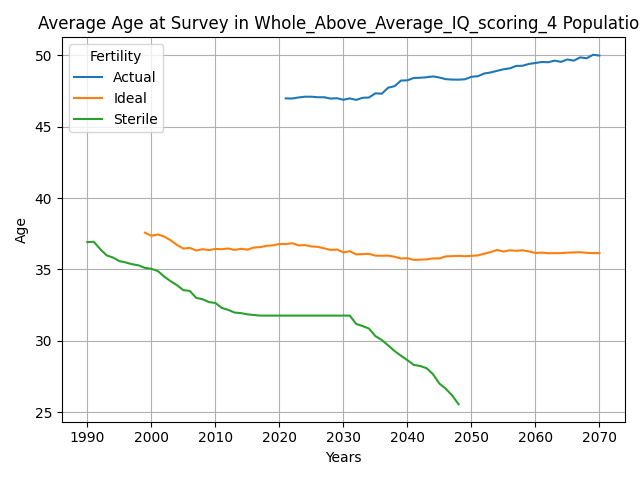 Average Age at Survey in Whole_Above_Average_IQ_scoring_4 Populatio
Fertility
Actual
Ideal
Sterile
50
45
40
35
30
25
Age
1990 2000 2010 2020 2030 2040 2050 2060 2070
Years